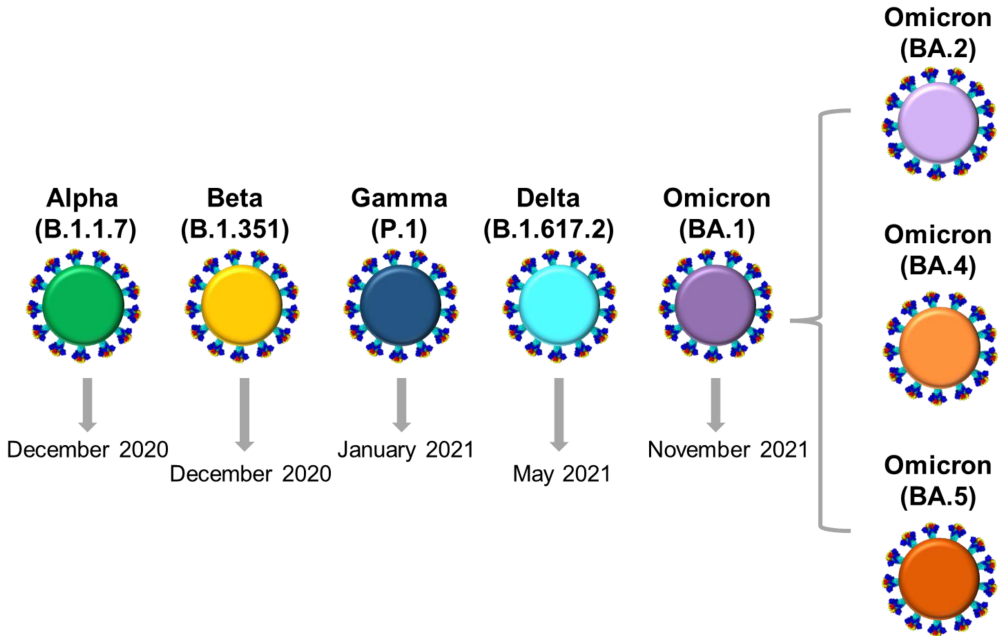 Alpha
(B.1.1.7)
December 2020
Beta
(B.1.351)
December 2020
Gamma
(P.1)
January 2021
Delta
(B.1.617.2)
May 2021
Omicron
(BA.1)
November 2021
Omicron
(BA.2)
Omicron
(BA.4)
Omicron
(BA.5)